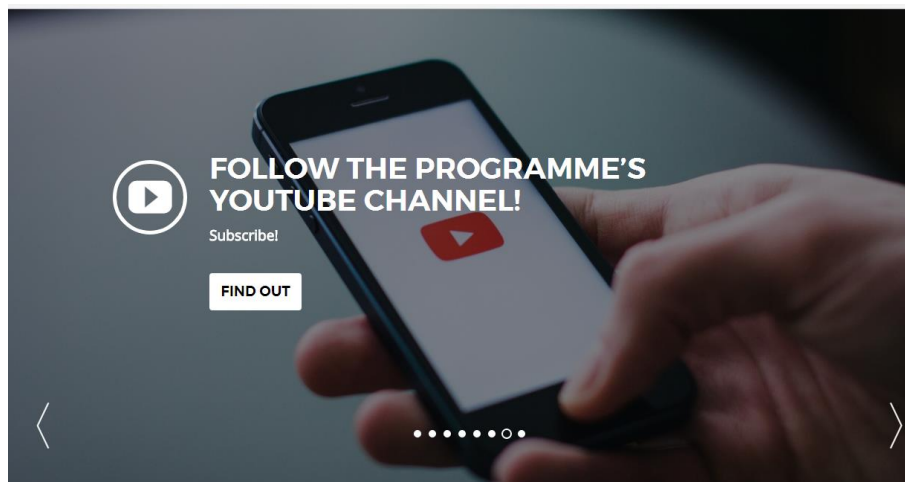 FOLLOW THE PROGRAMME'S
YOUTUBE CHANNEL!
Subscribe!
FIND OUT